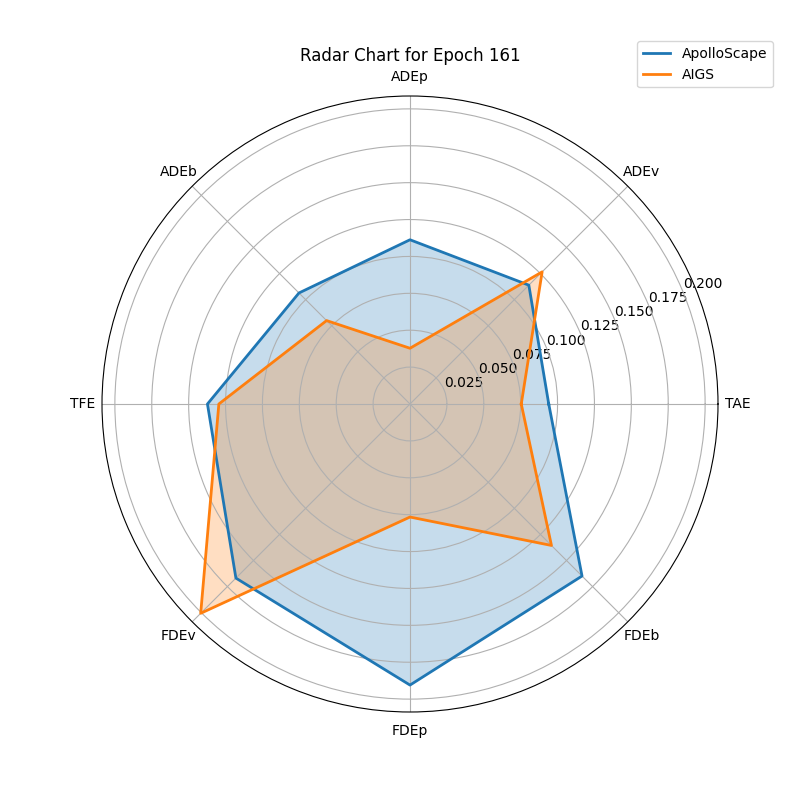 Radar Chart for Epoch 161
ApolloScape
AIGS
ADEp
ADEb
ADEv
0.200
0.175
0.150
0.125
0.100
0.075
0.050
0.025
TFE
TAE
FDEv
FDEb
FDEp